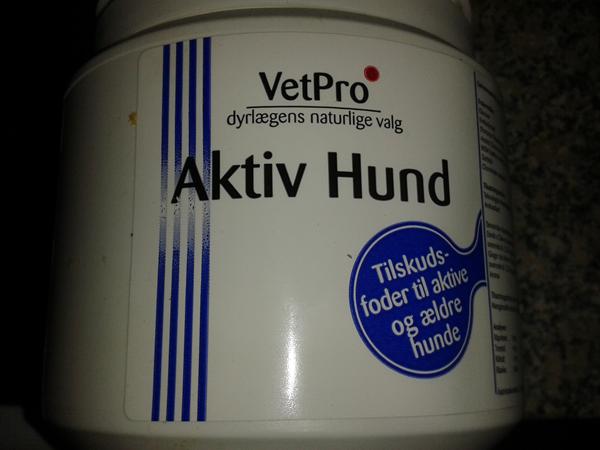 VetPro
dyrlægens naturlige valg
Aktiv Hund
Tilskuds-
foder til aktive
og ældre
hunde